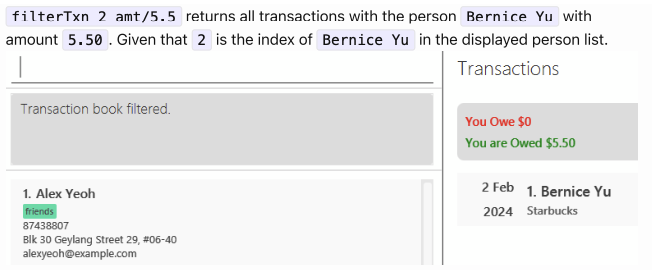 filterTxn 2 amt/5.5 returns all transactions with the person Bernice Yu with
amount 5.50. Given that 2 is the index of Bernice Yu in the displayed person list.
Transactions
Transaction book filtered.
You Owe $0
You are Owed $5.50
1. Alex Yeoh
friends
87438807
Blk 30 Geylang Street 29, #06-40
alexyeoh@example.com
2 Feb 1. Bernice Yu
2024 Starbucks